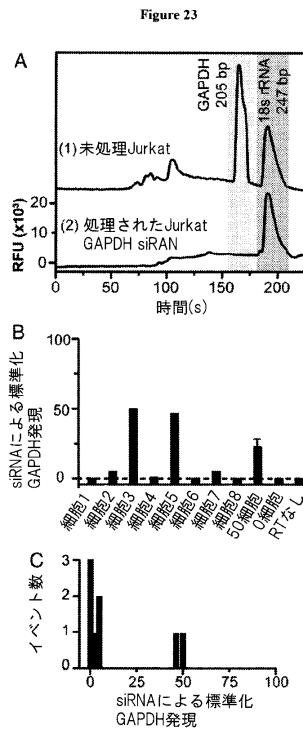 Figure 23
A
GAPDH
205 bp
18s rRNA
247 bp
(1) 未処理Jurkat
(2) 処理されたJurkat
GAPDH siRAN
RFU (x10³)
20
10
0
0
50
100
150
200
時間(s)
B
siRNAによる標準化
GAPDH発現
100
50
0
細胞1
細胞2
細胞3
細胞4
細胞5
細胞6
細胞7
細胞8
50細胞
0細胞
RTなし
C
イベント数
3
2
1
0
0
50
100
siRNAによる標準化
GAPDH発現